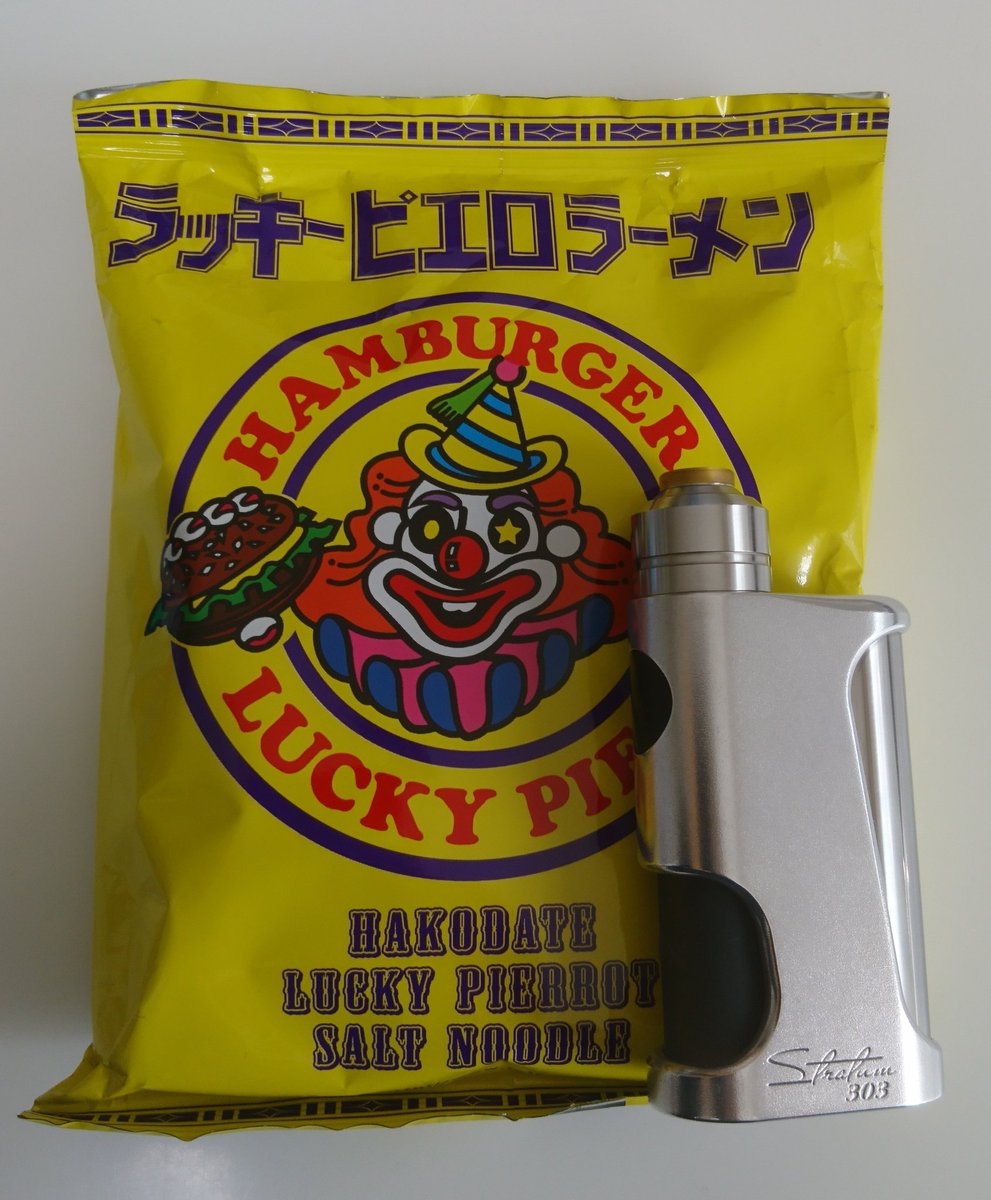 ラッキーピエロラーメン
HAMBURGER
LUCKY PIE
HAKODATE
LUCKY PIERROT
SALT NOODLE
Stratum
303